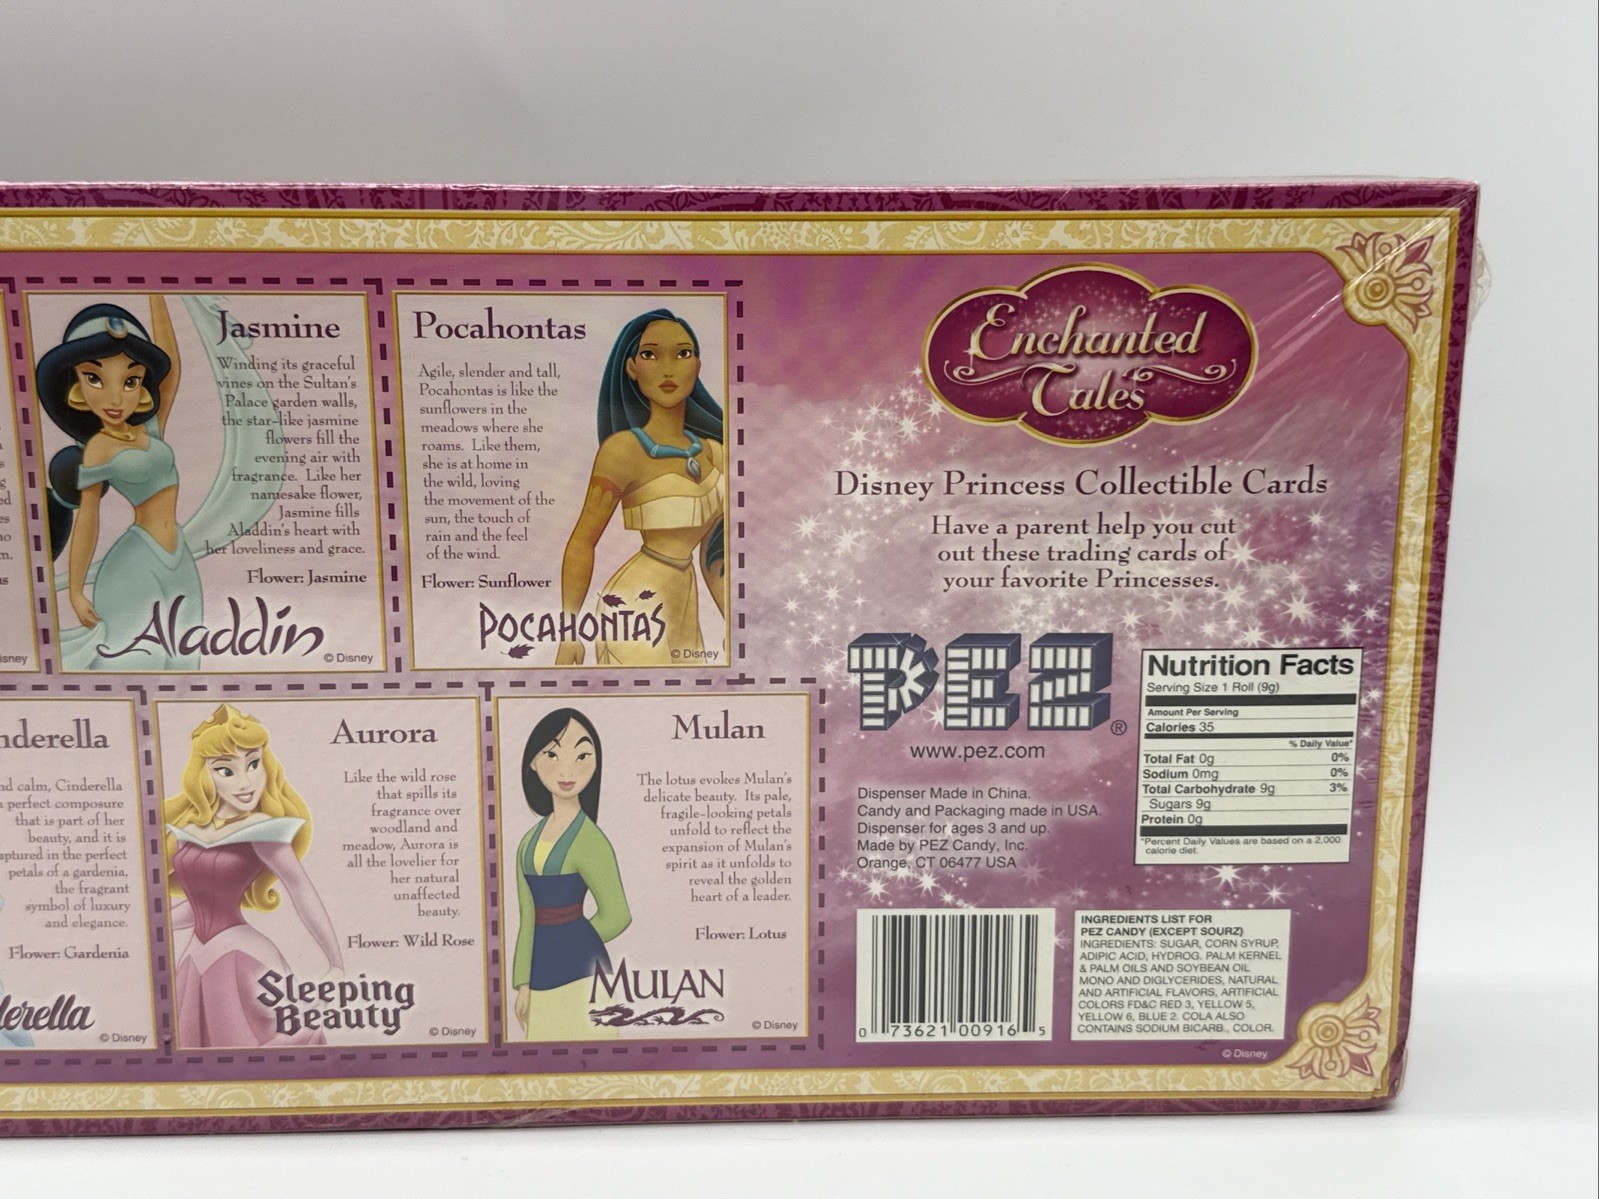 Jasmine
Winding its graceful
vines on the Sultan's
Palace garden walls,
the star-like jasmine
flowers fill the
evening air with
fragrance. Like her
namesake flower,
Jasmine fills
Aladdin's heart with
her loveliness and grace.
Flower: Jasmine
Aladdin
© Disney
Pocahontas
Agile, slender and tall,
Pocahontas is like the
sunflowers in the
meadows where she
roams. Like them,
she is at home in
the wild, loving
the movement of the
sun, the touch of
rain and the feel
of the wind.
Flower: Sunflower
POCAHONTAS
© Disney
Enchanted
Tales
Disney Princess Collectible Cards
Have a parent help you cut
out these trading cards of
your favorite Princesses.
nderella
nd calm, Cinderella
perfect composure
that is part of her
beauty, and it is
aptured in the perfect
petals of a gardenia,
the fragrant
symbol of luxury
and elegance.
Flower: Gardenia
derella
© Disney
Aurora
Like the wild rose
that spills its
fragrance over
woodland and
meadow, Aurora is
all the lovelier for
her natural
unaffected
beauty.
Flower: Wild Rose
Sleeping
Beauty
© Disney
Mulan
The lotus evokes Mulan's
delicate beauty. Its pale,
fragile-looking petals
unfold to reflect the
expansion of Mulan's
spirit as it unfolds to
reveal the golden
heart of a leader.
Flower: Lotus
MULAN
© Disney
PEZ®
www.pez.com
Dispenser Made in China.
Candy and Packaging made in USA.
Dispenser for ages 3 and up.
Made by PEZ Candy, Inc.
Orange, CT 06477 USA
Nutrition Facts
Serving Size 1 Roll (9g)
Amount Per Serving
Calories 35
% Daily Value*
Total Fat 0g 0%
Sodium 0mg 0%
Total Carbohydrate 9g 3%
Sugars 9g
Protein 0g
*Percent Daily Values are based on a 2,000
calorie diet.
0 73621 00916 5
INGREDIENTS LIST FOR
PEZ CANDY (EXCEPT SOURZ)
INGREDIENTS: SUGAR, CORN SYRUP,
ADIPIC ACID, HYDROG. PALM KERNEL
& PALM OILS AND SOYBEAN OIL
MONO AND DIGLYCERIDES, NATURAL
AND ARTIFICIAL FLAVORS, ARTIFICIAL
COLORS FD&C RED 3, YELLOW 5,
YELLOW 6, BLUE 2. COLA ALSO
CONTAINS SODIUM BICARB., COLOR.
© Disney